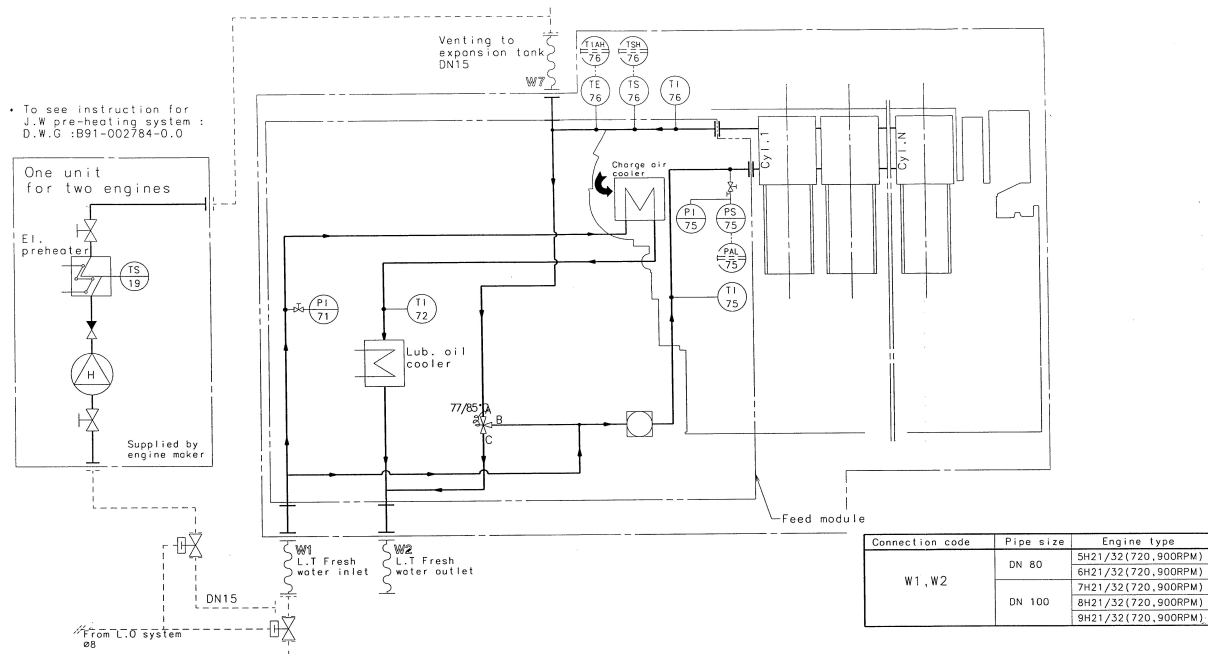 Venting to
expansion tank
DN15
W7
TIAH
76
TSH
76
TE
76
TS
76
TI
76
* To see instruction for
J.W pre-heating system :
D.W.G :B91-002784-0.0
One unit
for two engines
El.
preheater
TS
19
H
Supplied by
engine maker
Charge air
cooler
Cyl.1
Cyl.N
PI
75
PS
75
PAL
75
TI
75
PI
71
TI
72
Lub. oil
cooler
77/85°
A
B
C
Feed module
W1
L.T Fresh
water inlet
W2
L.T Fresh
water outlet
DN15
From L.O system
ø8
Connection code Pipe size Engine type
W1,W2
DN 80
5H21/32(720,900RPM)
6H21/32(720,900RPM)
DN 100
7H21/32(720,900RPM)
8H21/32(720,900RPM)
9H21/32(720,900RPM)